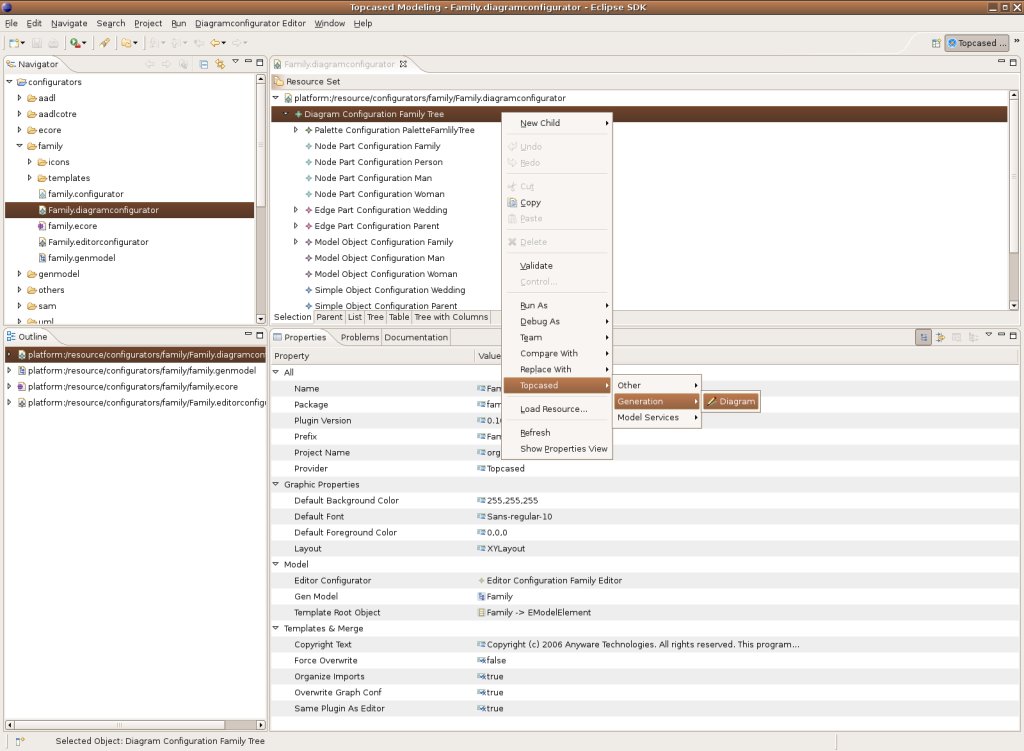 Topcased Modeling - Family.diagramconfigurator - Eclipse SDK
File Edit Navigate Search Project Run Diagramconfigurator Editor Window Help
Topcased ...
Navigator
configurators
aadl
aadlcotre
ecore
family
icons
templates
family.configurator
Family.diagramconfigurator
family.ecore
Family.editorconfigurator
family.genmodel
genmodel
others
sam
uml
Family.diagramconfigurator
Resource Set
platform:/resource/configurators/family/Family.diagramconfigurator
Diagram Configuration Family Tree
Palette Configuration PaletteFamlilyTree
Node Part Configuration Family
Node Part Configuration Person
Node Part Configuration Man
Node Part Configuration Woman
Edge Part Configuration Wedding
Edge Part Configuration Parent
Model Object Configuration Family
Model Object Configuration Man
Model Object Configuration Woman
Simple Object Configuration Wedding
Simple Object Configuration Parent
Selection Parent List Tree Table Tree with Columns
New Child
Undo
Redo
Cut
Copy
Paste
Delete
Validate
Control...
Run As
Debug As
Team
Compare With
Replace With
Topcased
Load Resource...
Refresh
Show Properties View
Other
Generation
Model Services
Diagram
Outline
platform:/resource/configurators/family/Family.diagramcon
platform:/resource/configurators/family/family.genmodel
platform:/resource/configurators/family/family.ecore
platform:/resource/configurators/family/Family.editorconfigu
Properties Problems Documentation
Property Value
All
Name Fam
Package fam
Plugin Version 0.10
Prefix Fam
Project Name org
Provider Topcased
Graphic Properties
Default Background Color 255,255,255
Default Font Sans-regular-10
Default Foreground Color 0,0,0
Layout XYLayout
Model
Editor Configurator Editor Configuration Family Editor
Gen Model Family
Template Root Object Family -> EModelElement
Templates & Merge
Copyright Text Copyright (c) 2006 Anyware Technologies. All rights reserved. This program...
Force Overwrite false
Organize Imports true
Overwrite Graph Conf true
Same Plugin As Editor true
Selected Object: Diagram Configuration Family Tree